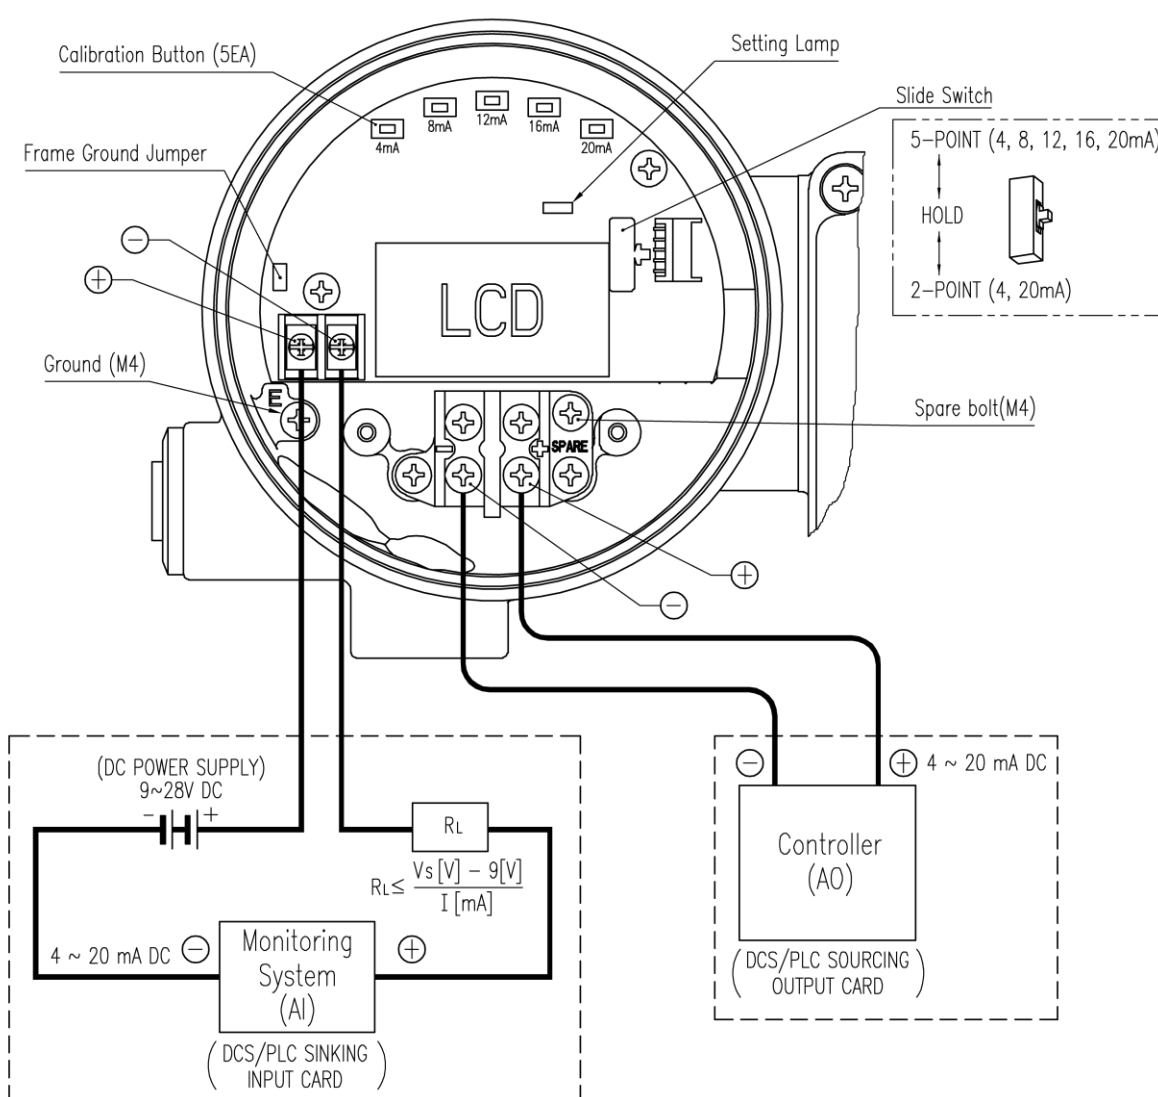 Calibration Button (5EA)
Setting Lamp
Slide Switch
4mA
8mA
12mA
16mA
20mA
5-POINT (4, 8, 12, 16, 20mA)
HOLD
2-POINT (4, 20mA)
Frame Ground Jumper
−
+
LCD
Ground (M4)
E
Spare bolt(M4)
− + SPARE
+
−
(DC POWER SUPPLY)
9~28V DC
− +
RL
RL≤ Vs[V] − 9[V]
I [mA]
4 ~ 20 mA DC − +
Monitoring
System
(AI)
(DCS/PLC SINKING
INPUT CARD)
− + 4 ~ 20 mA DC
Controller
(AO)
(DCS/PLC SOURCING
OUTPUT CARD)